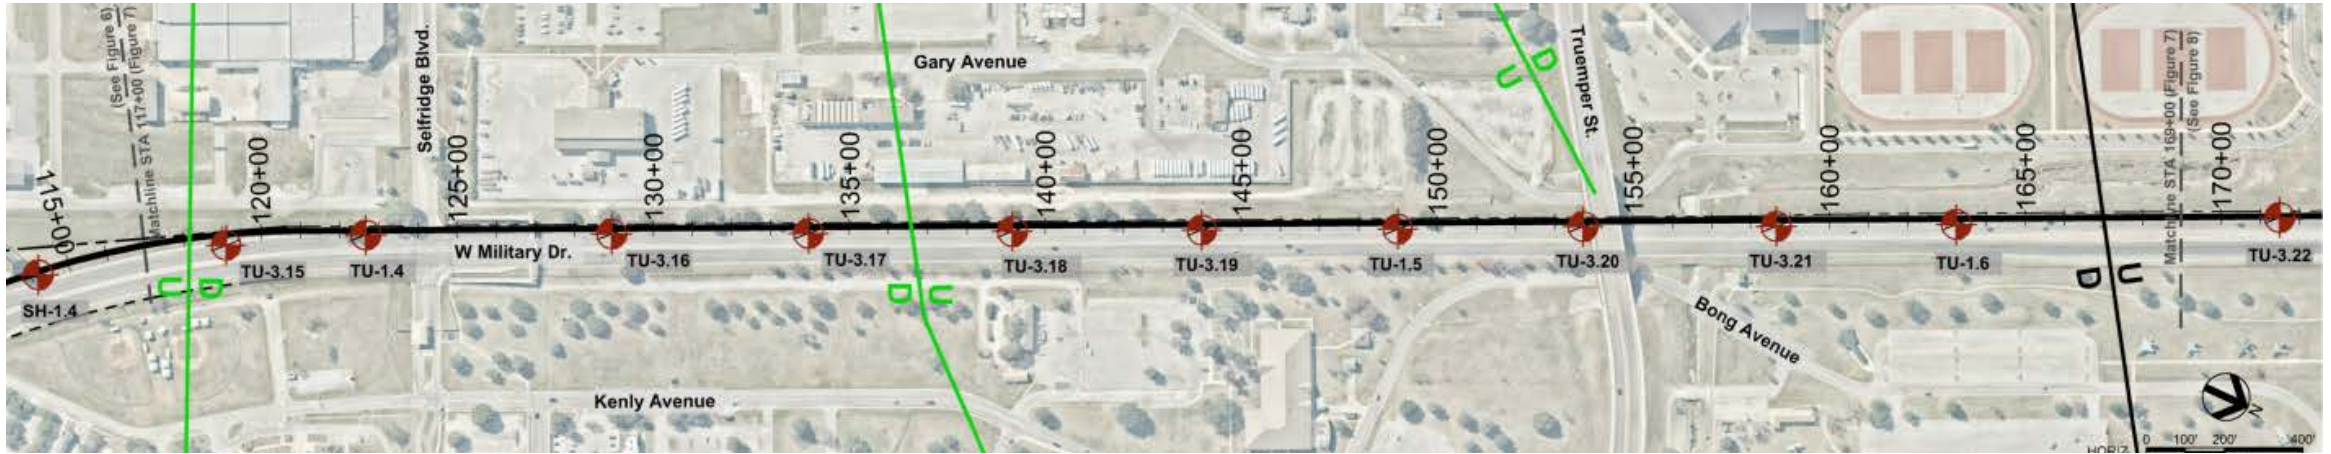 (See Figure 6)
Matchline STA 117+00 (Figure 7)
Selfridge Blvd.
Gary Avenue
Truemper St.
Matchline STA 169+00 (Figure 7)
(See Figure 8)
D
U
115+00
120+00
125+00
130+00
135+00
140+00
145+00
150+00
155+00
160+00
165+00
170+00
W Military Dr.
SH-1.4
TU-3.15
TU-1.4
TU-3.16
TU-3.17
TU-3.18
TU-3.19
TU-1.5
TU-3.20
TU-3.21
TU-1.6
TU-3.22
U
D
D
U
D
U
Bong Avenue
Kenly Avenue
N
0 100' 200' 400'
HORIZ